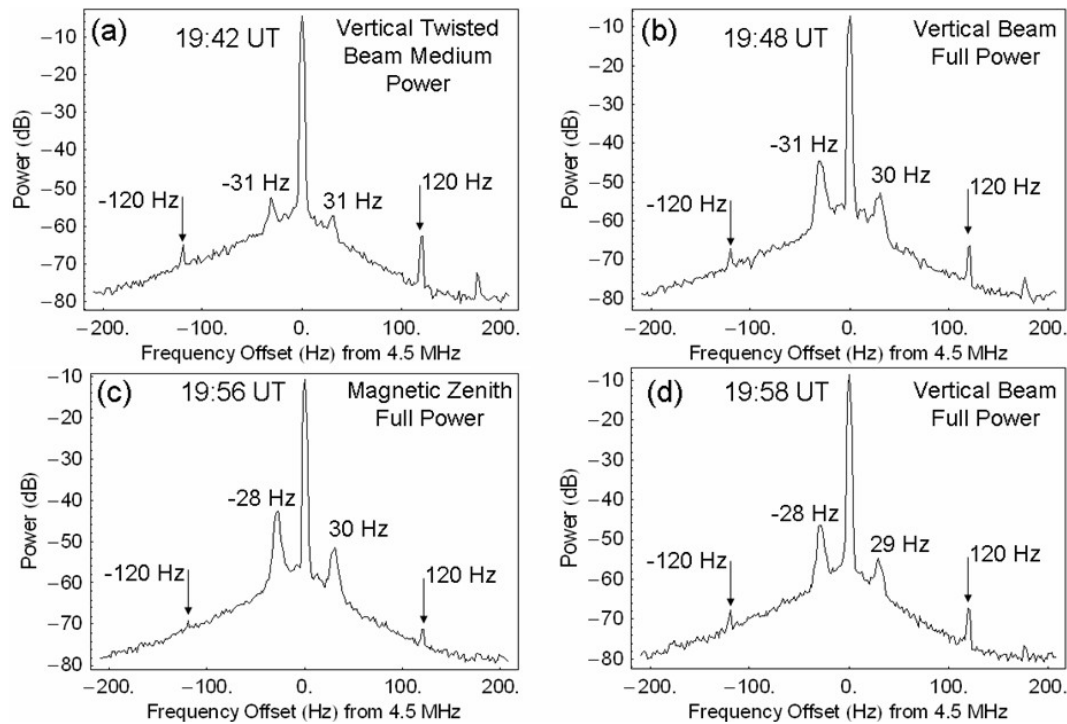 (a)
19:42 UT
Vertical Twisted
Beam Medium
Power
Power (dB)
−10
−20
−30
−40
−50
−60
−70
−80
-120 Hz
-31 Hz
31 Hz
120 Hz
−200.
−100.
0.
100.
200.
Frequency Offset (Hz) from 4.5 MHz
(b)
19:48 UT
Vertical Beam
Full Power
Power (dB)
−10
−20
−30
−40
−50
−60
−70
−80
-120 Hz
-31 Hz
30 Hz
120 Hz
−200.
−100.
0.
100.
200.
Frequency Offset (Hz) from 4.5 MHz
(c)
19:56 UT
Magnetic Zenith
Full Power
Power (dB)
−10
−20
−30
−40
−50
−60
−70
−80
-120 Hz
-28 Hz
30 Hz
120 Hz
−200.
−100.
0.
100.
200.
Frequency Offset (Hz) from 4.5 MHz
(d)
19:58 UT
Vertical Beam
Full Power
Power (dB)
−10
−20
−30
−40
−50
−60
−70
−80
-120 Hz
-28 Hz
29 Hz
120 Hz
−200.
−100.
0.
100.
200.
Frequency Offset (Hz) from 4.5 MHz